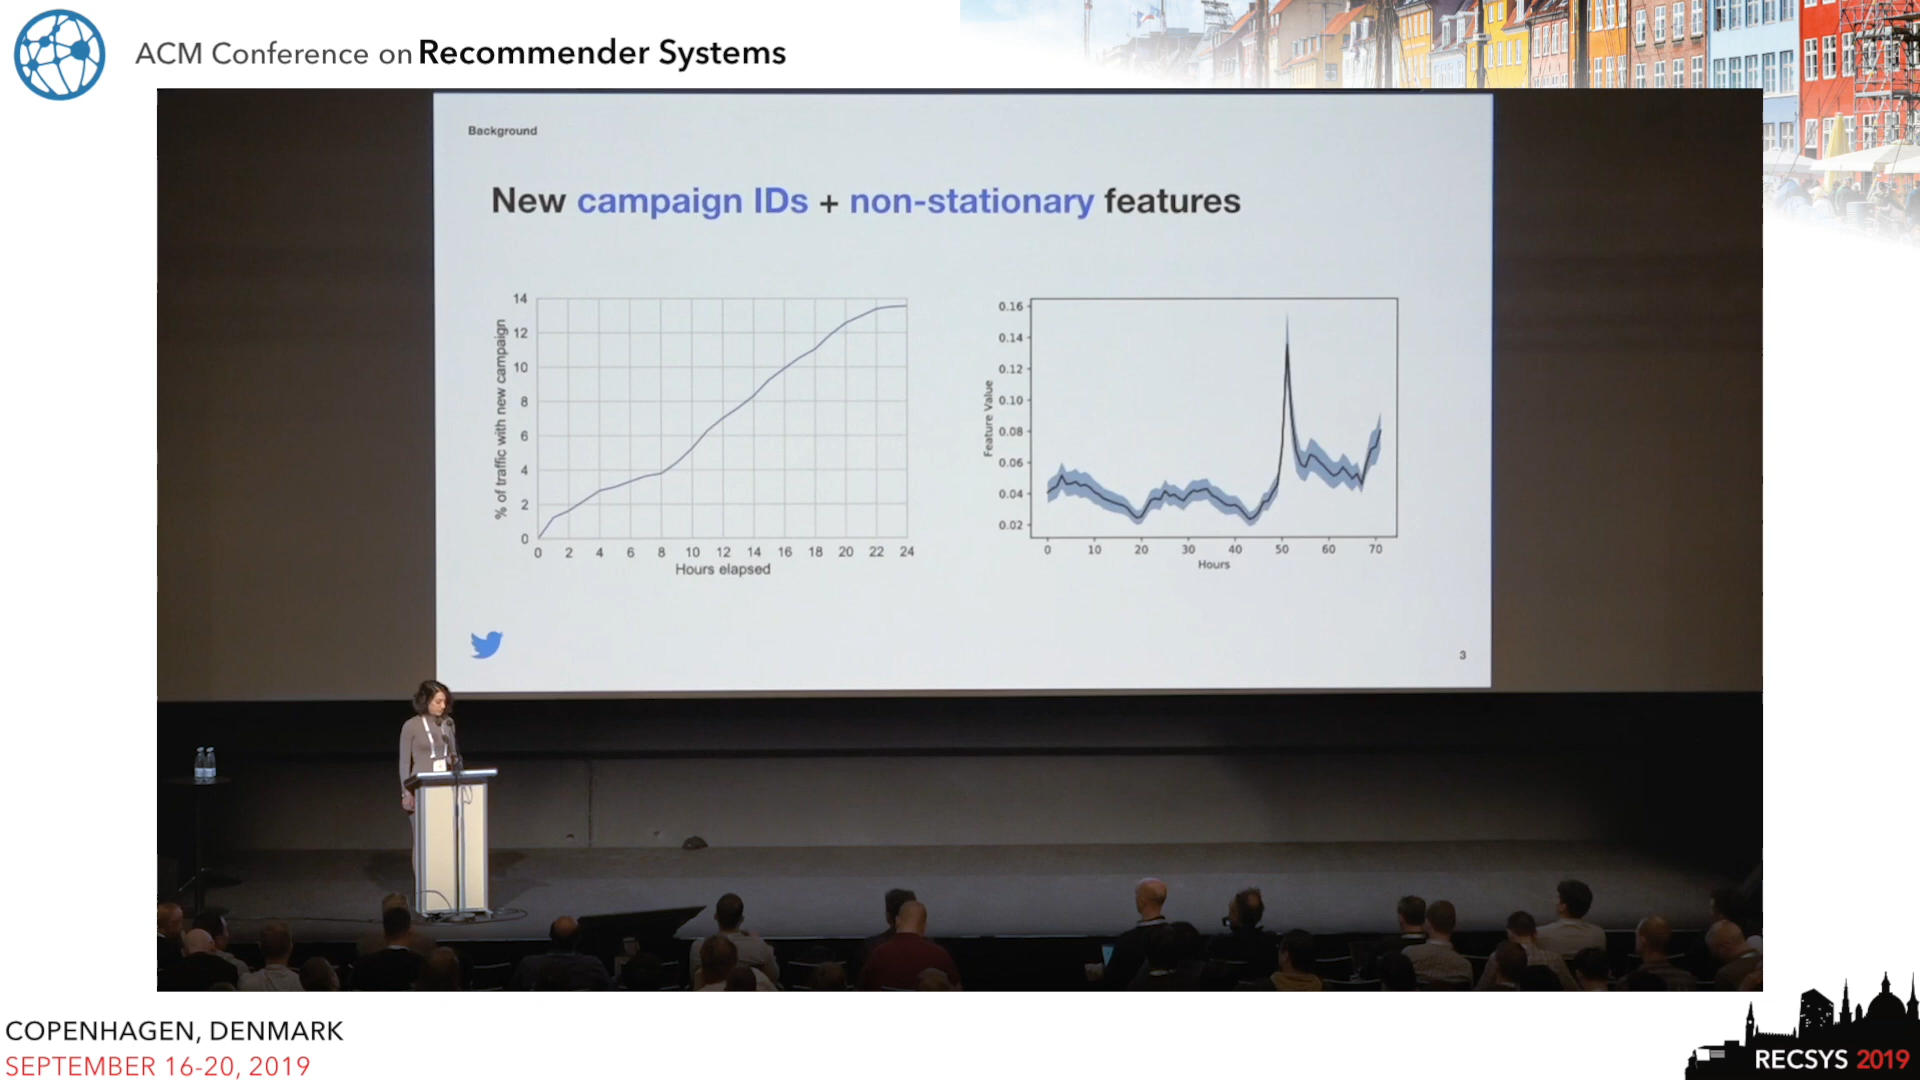 ACM Conference on Recommender Systems
Background
New campaign IDs + non-stationary features
% of traffic with new campaign
14
12
10
8
6
4
2
0
0 2 4 6 8 10 12 14 16 18 20 22 24
Hours elapsed
Feature Value
0.16
0.14
0.12
0.10
0.08
0.06
0.04
0.02
0 10 20 30 40 50 60 70
Hours
3
COPENHAGEN, DENMARK
SEPTEMBER 16-20, 2019
RECSYS 2019